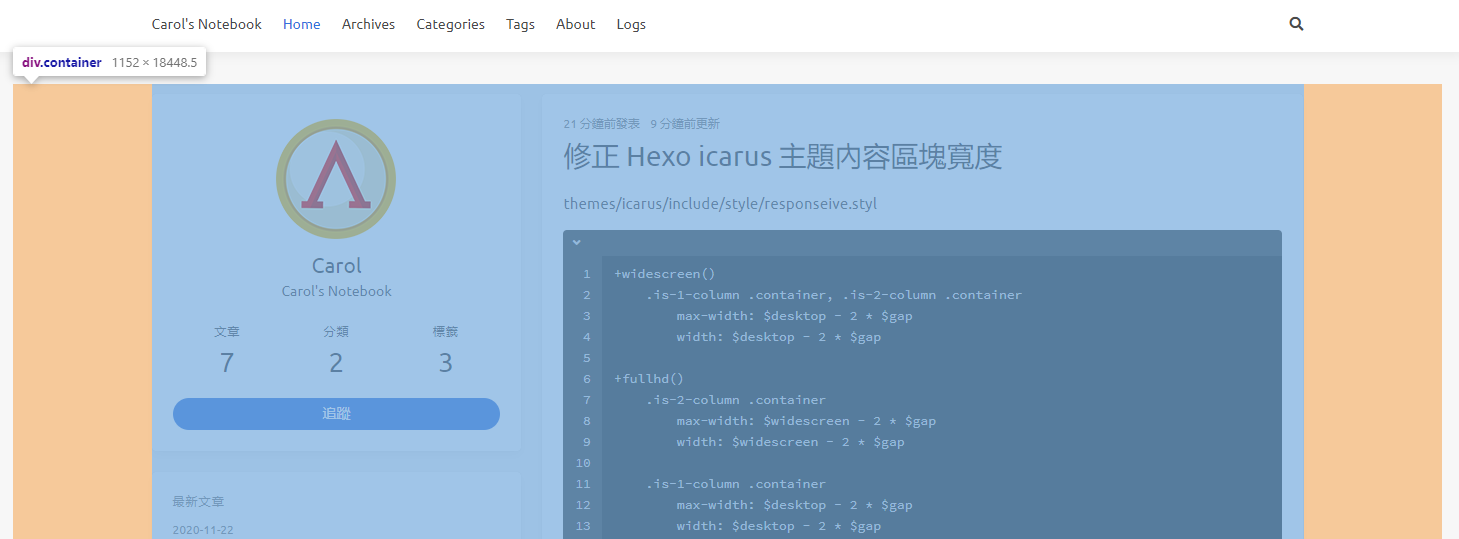 Carol's Notebook Home Archives Categories Tags About Logs
div.container 1152 × 18448.5
Carol
Carol's Notebook
文章 分類 標籤
7 2 3
追蹤
最新文章
2020-11-22
21 分鐘前發表 9 分鐘前更新
修正 Hexo icarus 主題內容區塊寬度
themes/icarus/include/style/responseive.styl
1 +widescreen()
2 .is-1-column .container, .is-2-column .container
3 max-width: $desktop - 2 * $gap
4 width: $desktop - 2 * $gap
5
6 +fullhd()
7 .is-2-column .container
8 max-width: $widescreen - 2 * $gap
9 width: $widescreen - 2 * $gap
10
11 .is-1-column .container
12 max-width: $desktop - 2 * $gap
13 width: $desktop - 2 * $gap